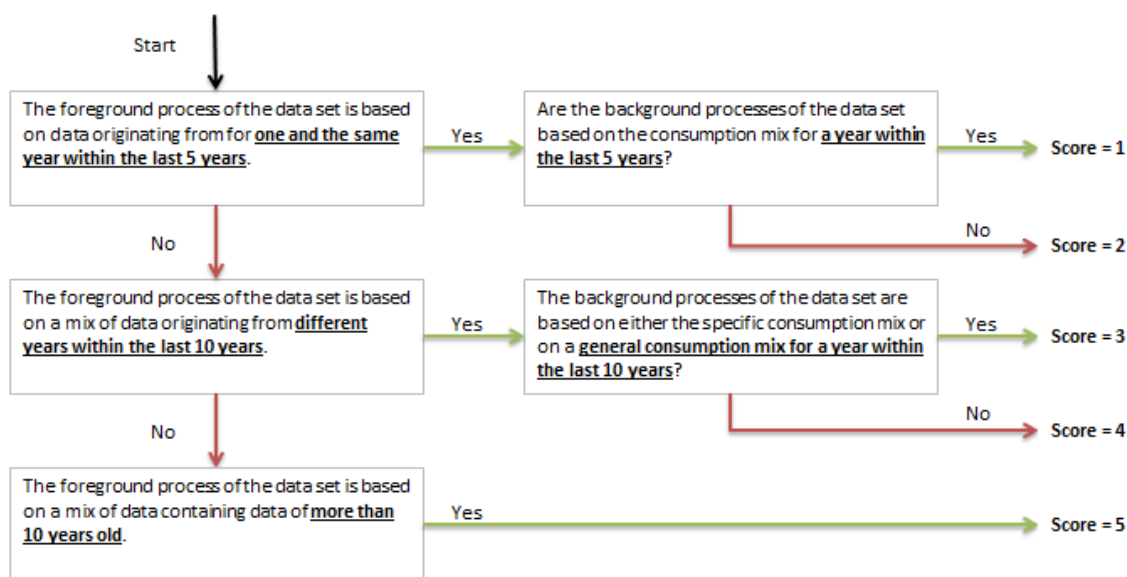 Start
The foreground process of the data set is based
on data originating from for one and the same
year within the last 5 years.
Yes
Are the background processes of the data set
based on the consumption mix for a year within
the last 5 years?
Yes
Score = 1
No
No
Score = 2
The foreground process of the data set is based
on a mix of data originating from different
years within the last 10 years.
Yes
The background processes of the data set are
based on either the specific consumption mix or
on a general consumption mix for a year within
the last 10 years?
Yes
Score = 3
No
No
Score = 4
The foreground process of the data set is based
on a mix of data containing data of more than
10 years old.
Yes
Score = 5